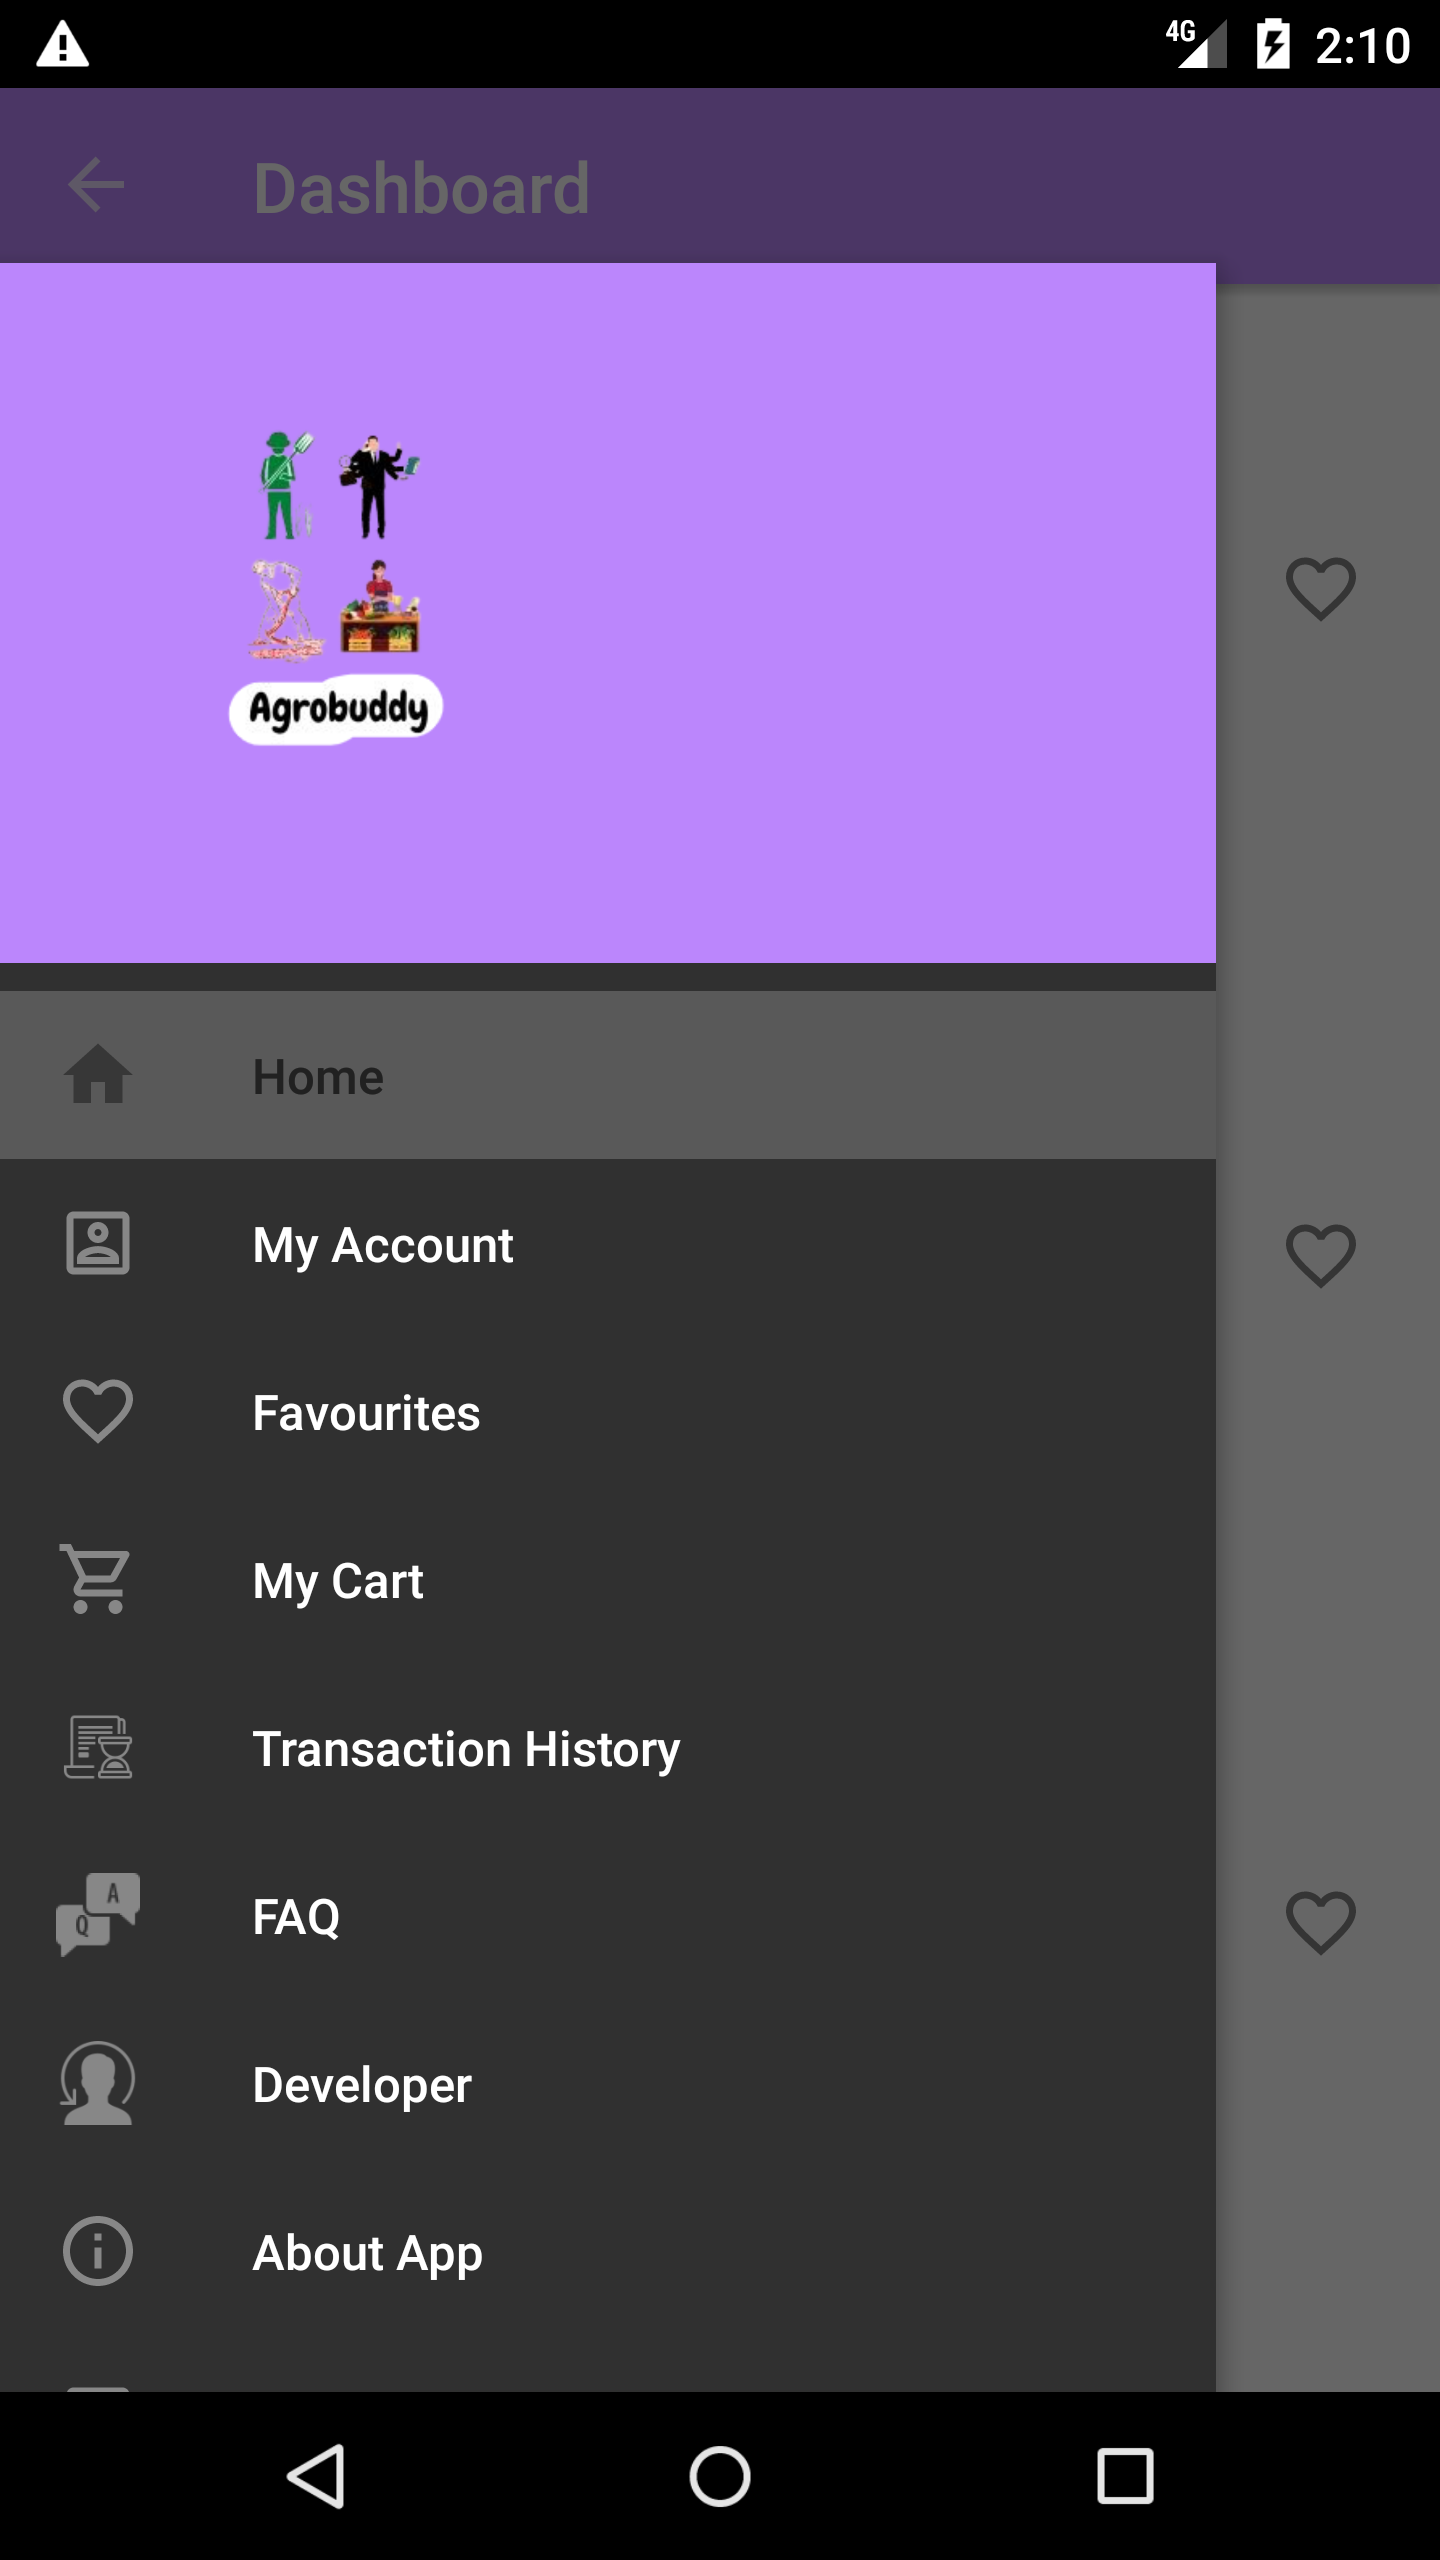 4G 2:10
Dashboard
Agrobuddy
Home
My Account
Favourites
My Cart
Transaction History
A
Q
FAQ
Developer
About App